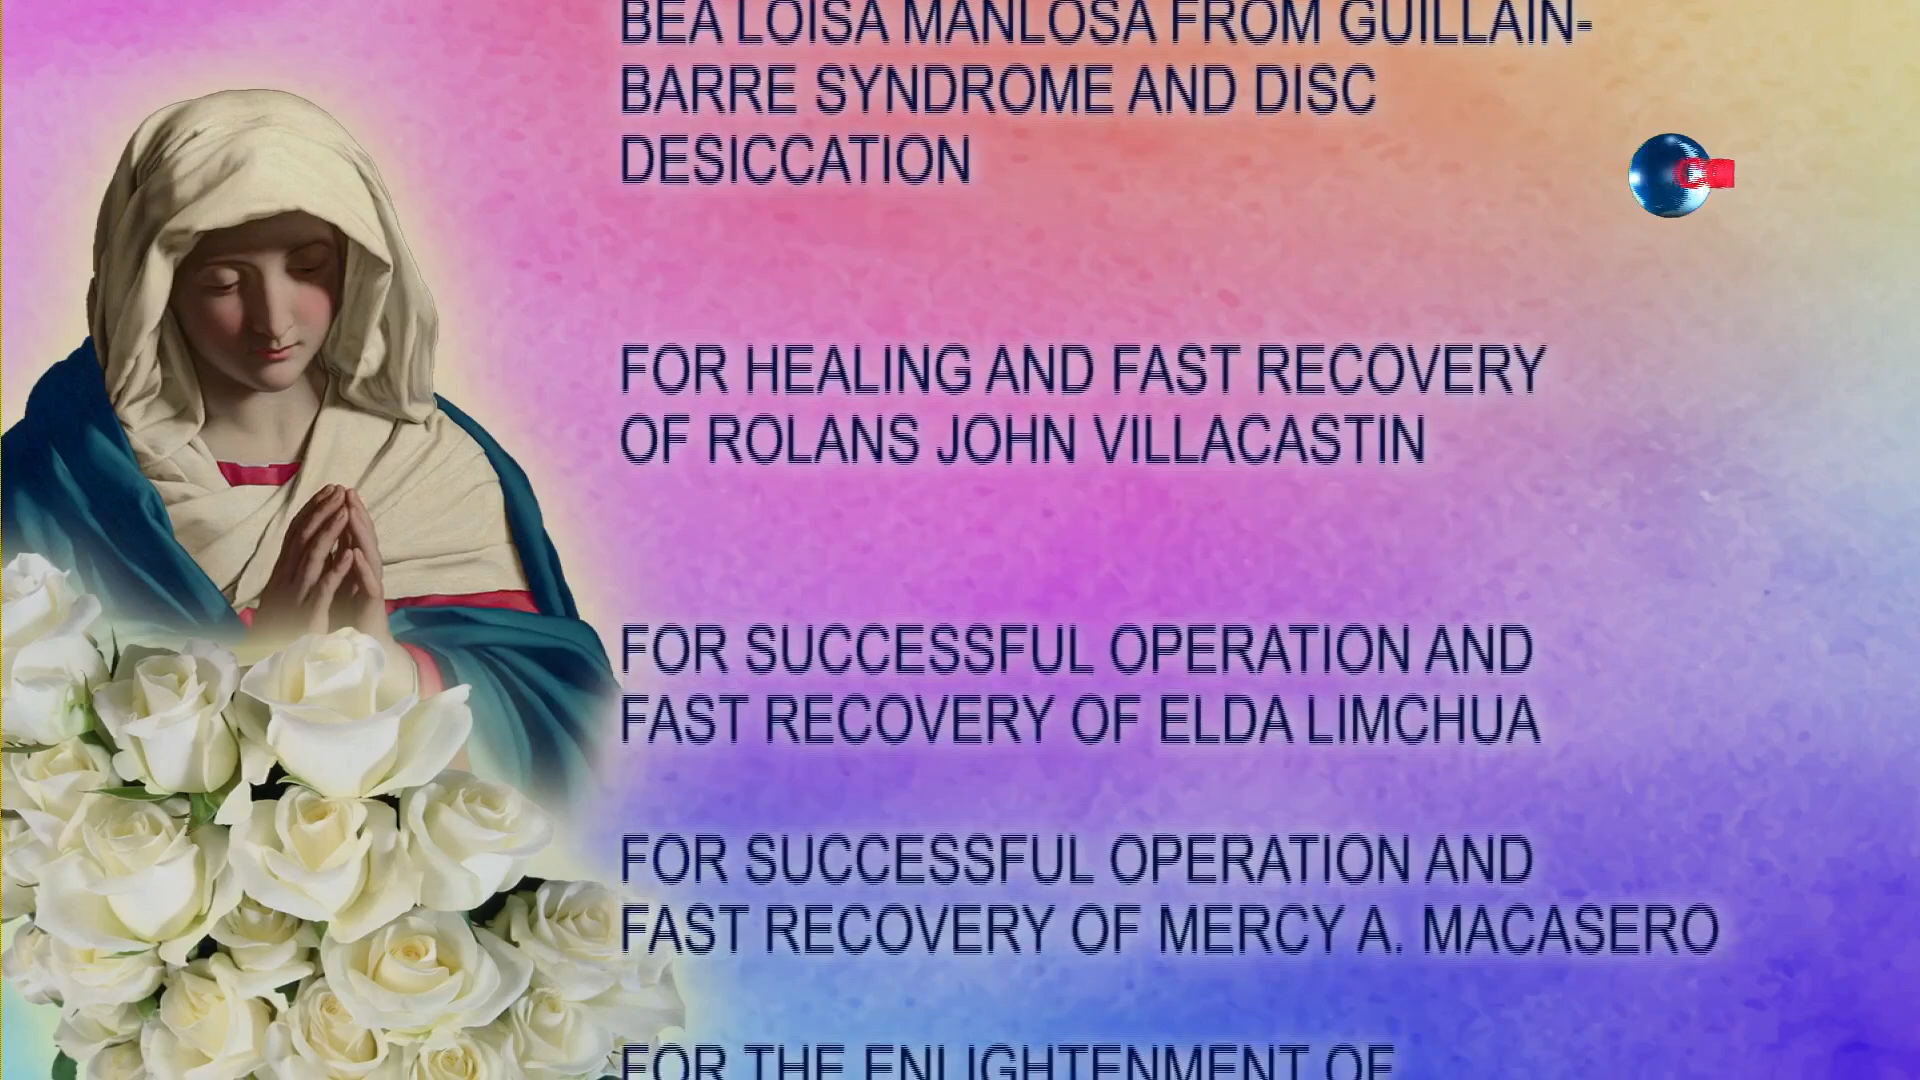 BEA LOISA MANLOSA FROM GUILLAIN-
BARRE SYNDROME AND DISC
DESICCATION
FOR HEALING AND FAST RECOVERY
OF ROLANS JOHN VILLACASTIN
FOR SUCCESSFUL OPERATION AND
FAST RECOVERY OF ELDA LIMCHUA
FOR SUCCESSFUL OPERATION AND
FAST RECOVERY OF MERCY A. MACASERO
FOR THE ENLIGHTENMENT OF